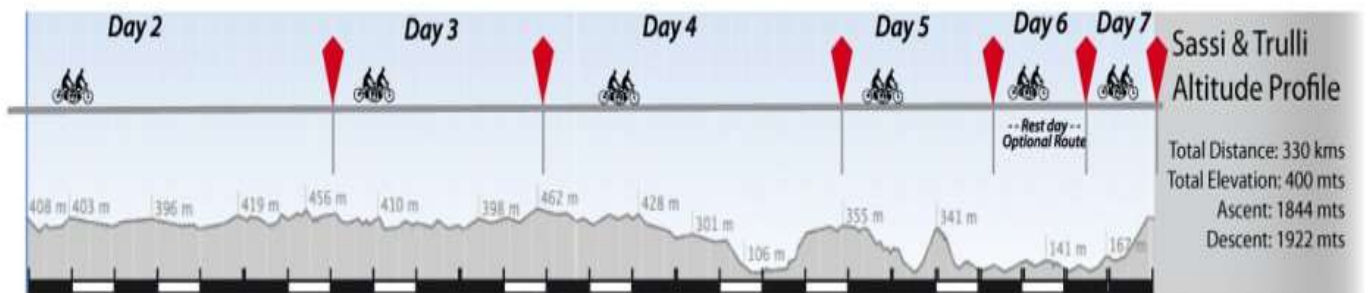 Day 2 Day 3 Day 4 Day 5 Day 6 Day 7
Sassi & Trulli
Altitude Profile
-- Rest day --
Optional Route
Total Distance: 330 kms
Total Elevation: 400 mts
Ascent: 1844 mts
Descent: 1922 mts
408 m 403 m 396 m 419 m 456 m 410 m 398 m 462 m 428 m 301 m 106 m 355 m 341 m 141 m 167 m